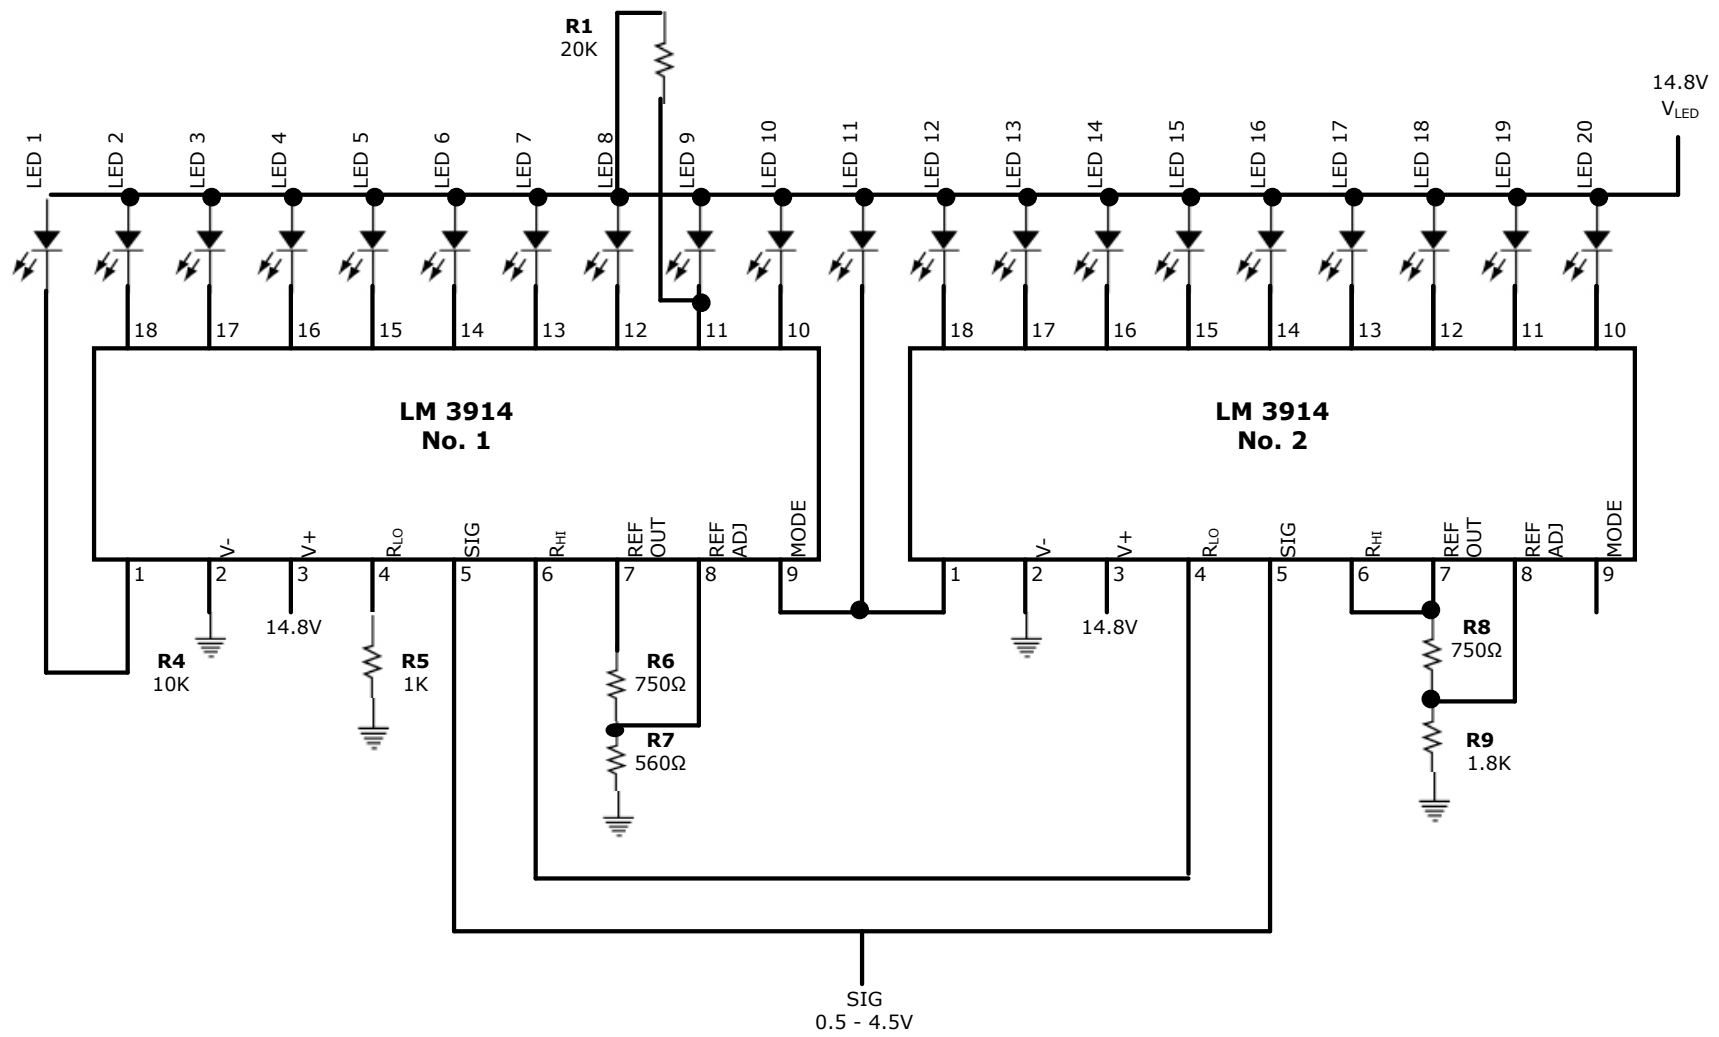 R1
20K
14.8V
V_LED
LED 1
LED 2
LED 3
LED 4
LED 5
LED 6
LED 7
LED 8
LED 9
LED 10
LED 11
LED 12
LED 13
LED 14
LED 15
LED 16
LED 17
LED 18
LED 19
LED 20
18 17 16 15 14 13 12 11 10
18 17 16 15 14 13 12 11 10
LM 3914
No. 1
LM 3914
No. 2
V-
V+
R_LO
SIG
R_HI
REF
OUT
REF
ADJ
MODE
V-
V+
R_LO
SIG
R_HI
REF
OUT
REF
ADJ
MODE
1 2 3 4 5 6 7 8 9
1 2 3 4 5 6 7 8 9
14.8V
14.8V
R4
10K
R5
1K
R6
750Ω
R7
560Ω
R8
750Ω
R9
1.8K
SIG
0.5 - 4.5V